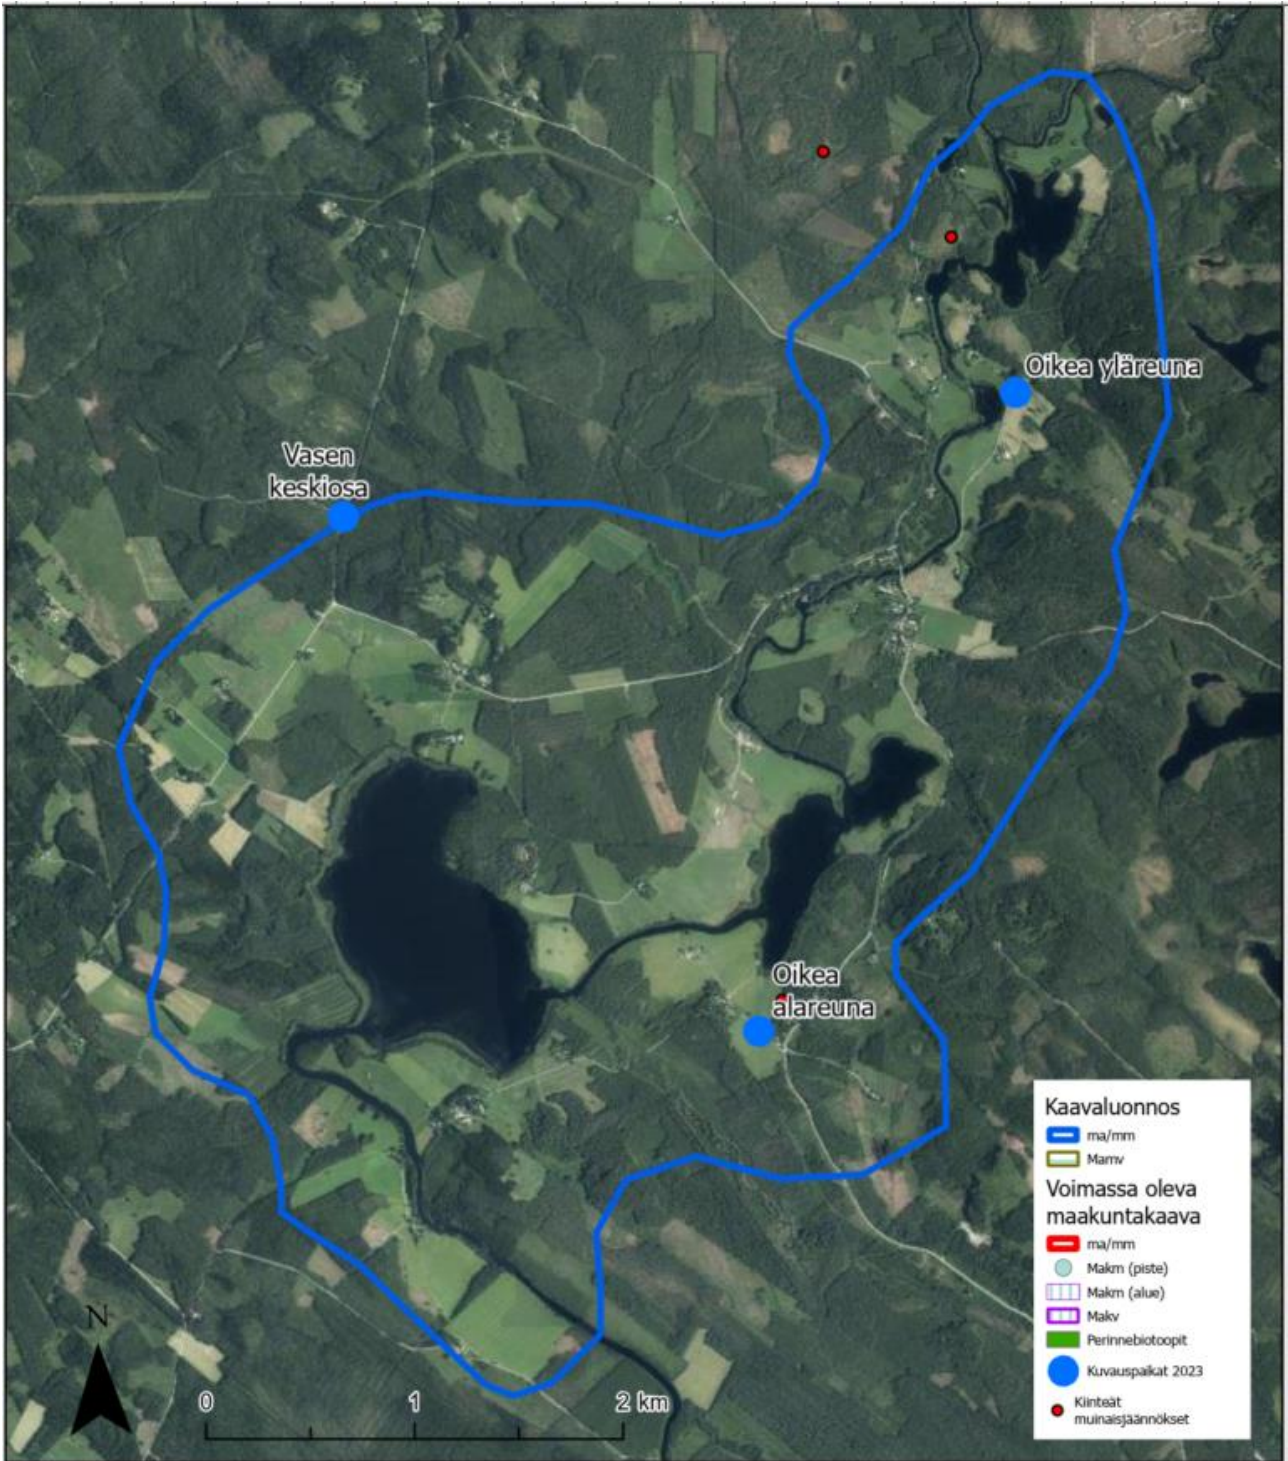 Oikea yläreuna
Vasen
keskiosa
Oikea
alareuna
Kaavaluonnos
ma/mm
Mamv
Voimassa oleva
maakuntakaava
ma/mm
Makm (piste)
Makm (alue)
Makv
Perinnebiotoopit
Kuvauspaikat 2023
Kiinteät
muinaisjäännökset
N
0 1 2 km